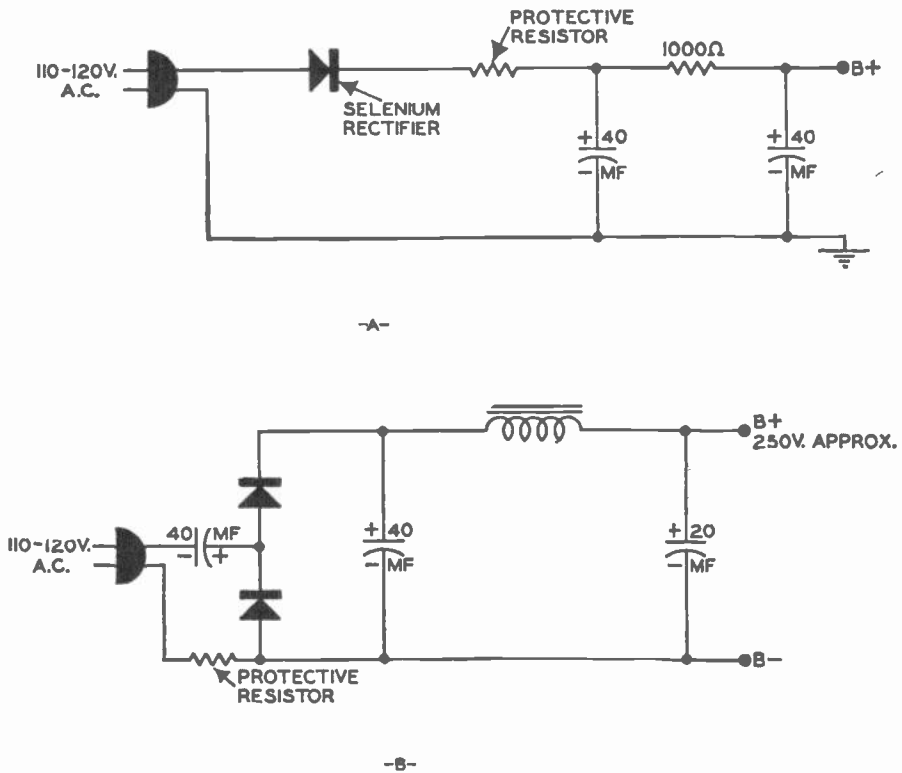 PROTECTIVE
RESISTOR
1000Ω
110-120V.
A.C.
B+
SELENIUM
RECTIFIER
+ 40
- MF
+ 40
- MF
-A-
B+
250V. APPROX.
110-120V.
A.C.
40 MF
- +
+ 40
- MF
+ 20
- MF
PROTECTIVE
RESISTOR
B-
-B-